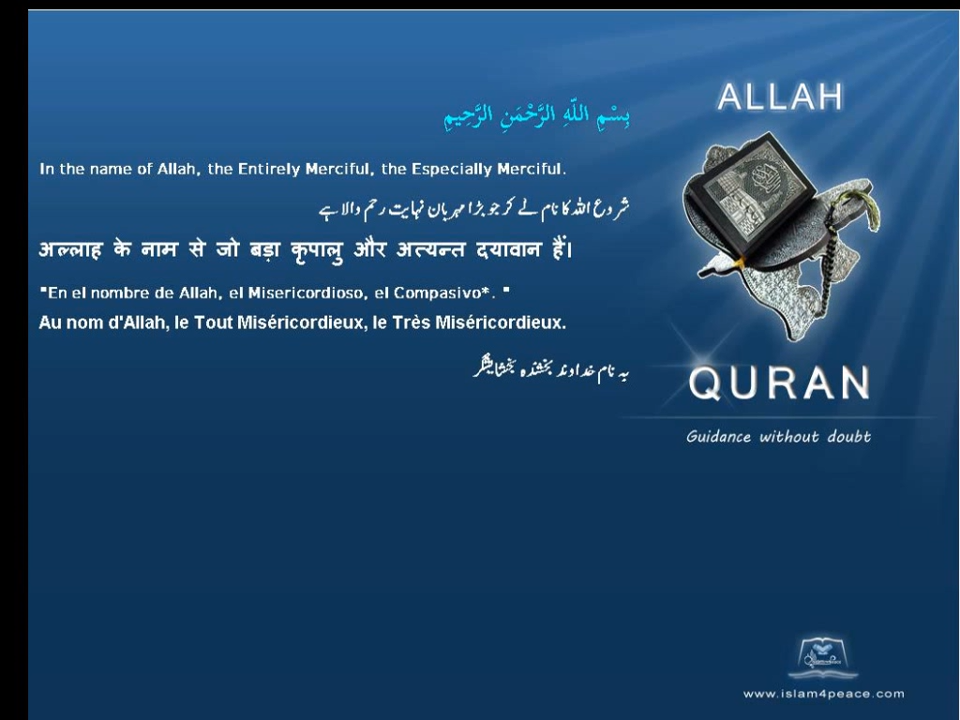 بِسْمِ اللّهِ الرَّحْمَنِ الرَّحِيمِ
In the name of Allah, the Entirely Merciful, the Especially Merciful.
شروع اللہ کا نام لے کر جو بڑا مہربان نہایت رحم والا ہے
अल्लाह के नाम से जो बड़ा कृपालु और अत्यन्त दयावान हैं।
"En el nombre de Allah, el Misericordioso, el Compasivo*. "
Au nom d'Allah, le Tout Miséricordieux, le Très Miséricordieux.
به نام خداوند بخشنده بخشایشگر
ALLAH
QURAN
Guidance without doubt
www.islam4peace.com